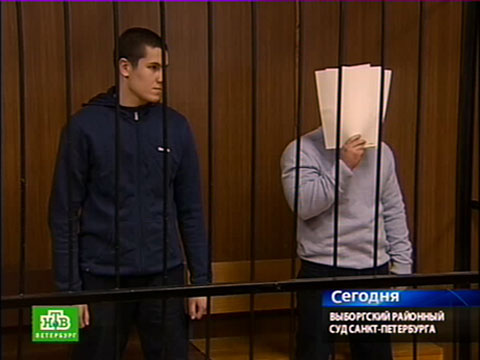 Сегодня
НТВ
ПЕТЕРБУРГ
ВЫБОРГСКИЙ РАЙОННЫЙ
СУД САНКТ-ПЕТЕРБУРГА